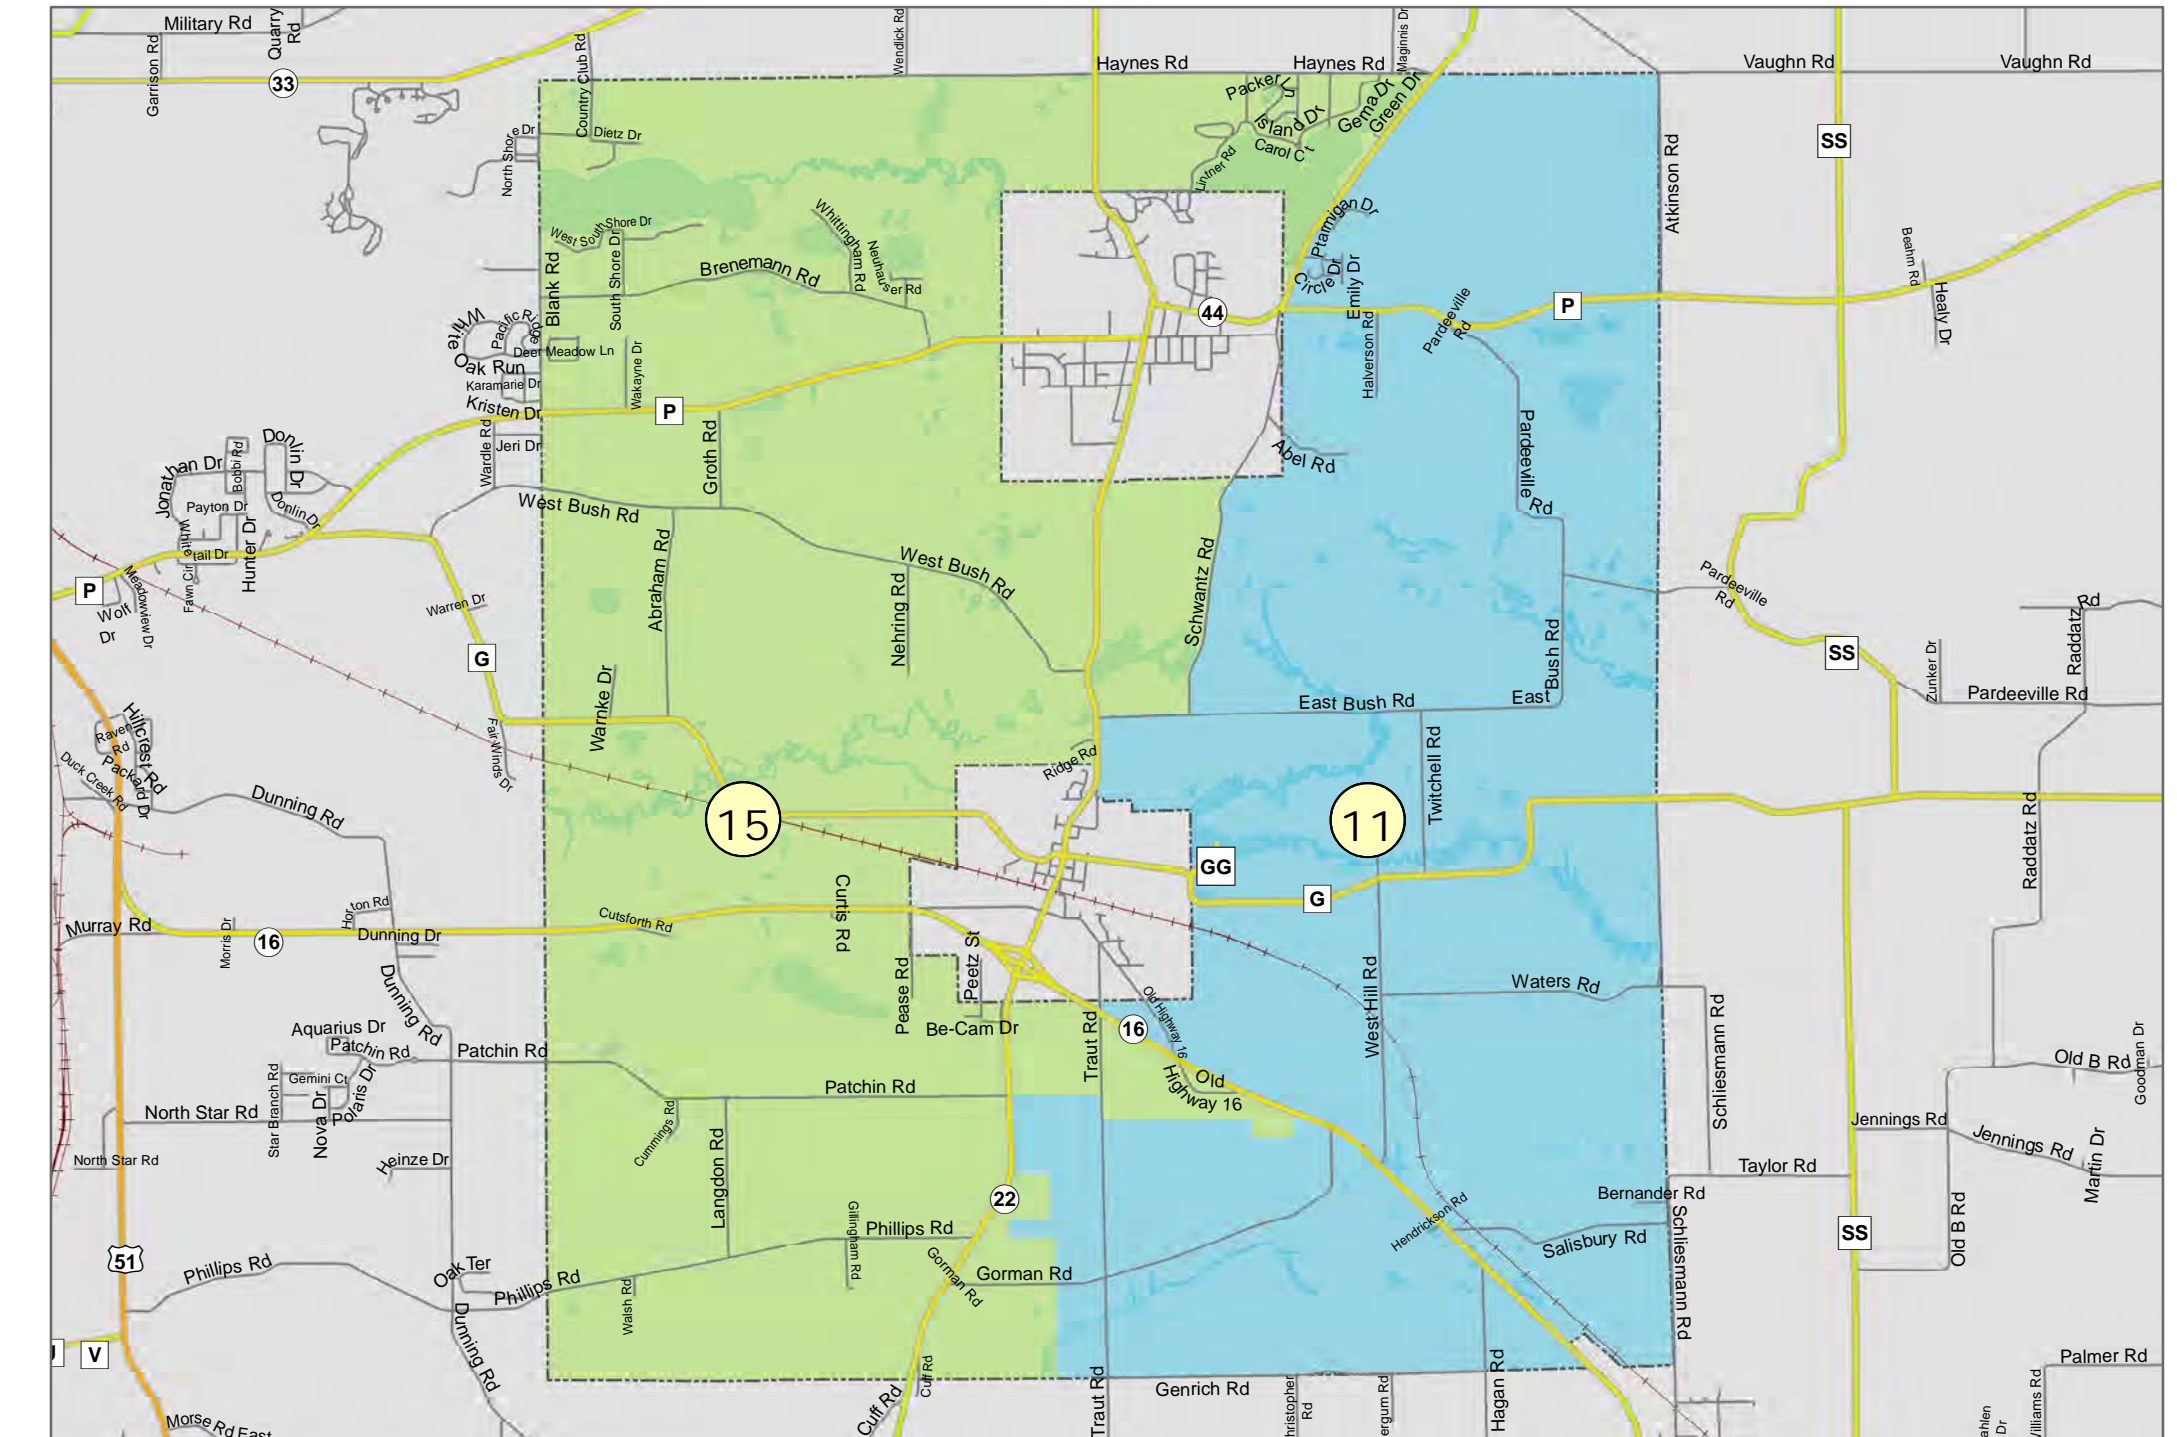 Military Rd
Quarry
Rd
Garrison Rd
33
Country Club Rd
Wendlick Rd
Haynes Rd
Haynes Rd
Maginnis Dr
Vaughn Rd
Vaughn Rd
Packer
Island Dr
Gema Dr
Green Dr
Carol Ct
Lintner Rd
North Shore Dr
Dietz Dr
SS
Atkinson Rd
West South Shore Dr
South Shore Dr
Whittingham Rd
Neuhauser Rd
Brenemann Rd
Blank Rd
Ptarmigan Dr
Circle Dr
Emily Dr
44
P
Pardeeville
Rd
Halverson Rd
Beahm Rd
Healy Dr
White
Oak Run
Pacific Ridge
Deer Meadow Ln
Karamarie Dr
Kristen Dr
Wakayne Dr
P
Wardle Rd
Jeri Dr
Groth Rd
Abel Rd
Pardeeville
Rd
Jonathan Dr
Bobbi Rd
Donlin Dr
Payton Dr
Donlin Dr
Whitetail Dr
Hunter Dr
Fawn Cir
Meadowview Dr
P
Wolf
Dr
West Bush Rd
West Bush Rd
Abraham Rd
Nehring Rd
Schwantz Rd
Warren Dr
G
Warnke Dr
Bush Rd
East
East Bush Rd
Pardeeville
Rd
SS
Raddatz
Rd
Zunker Dr
Pardeeville Rd
Hillcrest Rd
Raven
Rd
Packard Dr
Duck Creek Rd
Fair Winds Dr
Ridge Rd
Twitchell Rd
Dunning Rd
15
11
GG
G
Raddatz Rd
Curtis Rd
Murray Rd
Morris Dr
16
Horton Rd
Dunning Dr
Cutsforth Rd
Dunning Rd
Pease Rd
Peetz St
Be-Cam Dr
Old Highway 16
16
Traut Rd
West Hill Rd
Waters Rd
Schliesmann Rd
Aquarius Dr
Patchin Rd
Patchin Rd
Patchin Rd
Old
Highway 16
Gemini Ct
Star Branch Rd
Nova Dr
Polaris Dr
North Star Rd
North Star Rd
Heinze Dr
Cummings Rd
Langdon Rd
Old B Rd
Goodman Dr
Jennings Rd
Jennings Rd
Martin Dr
Taylor Rd
Bernander Rd
22
Gillingham Rd
Phillips Rd
Hendrickson Rd
Salisbury Rd
Schliesmann Rd
SS
Old B Rd
51
Phillips Rd
Oak Ter
Phillips Rd
Walsh Rd
Gorman Rd
Gorman Rd
Dunning Rd
V
Cuff Rd
Cuff Rd
Traut Rd
Genrich Rd
Hagan Rd
Palmer Rd
Morse Rd East